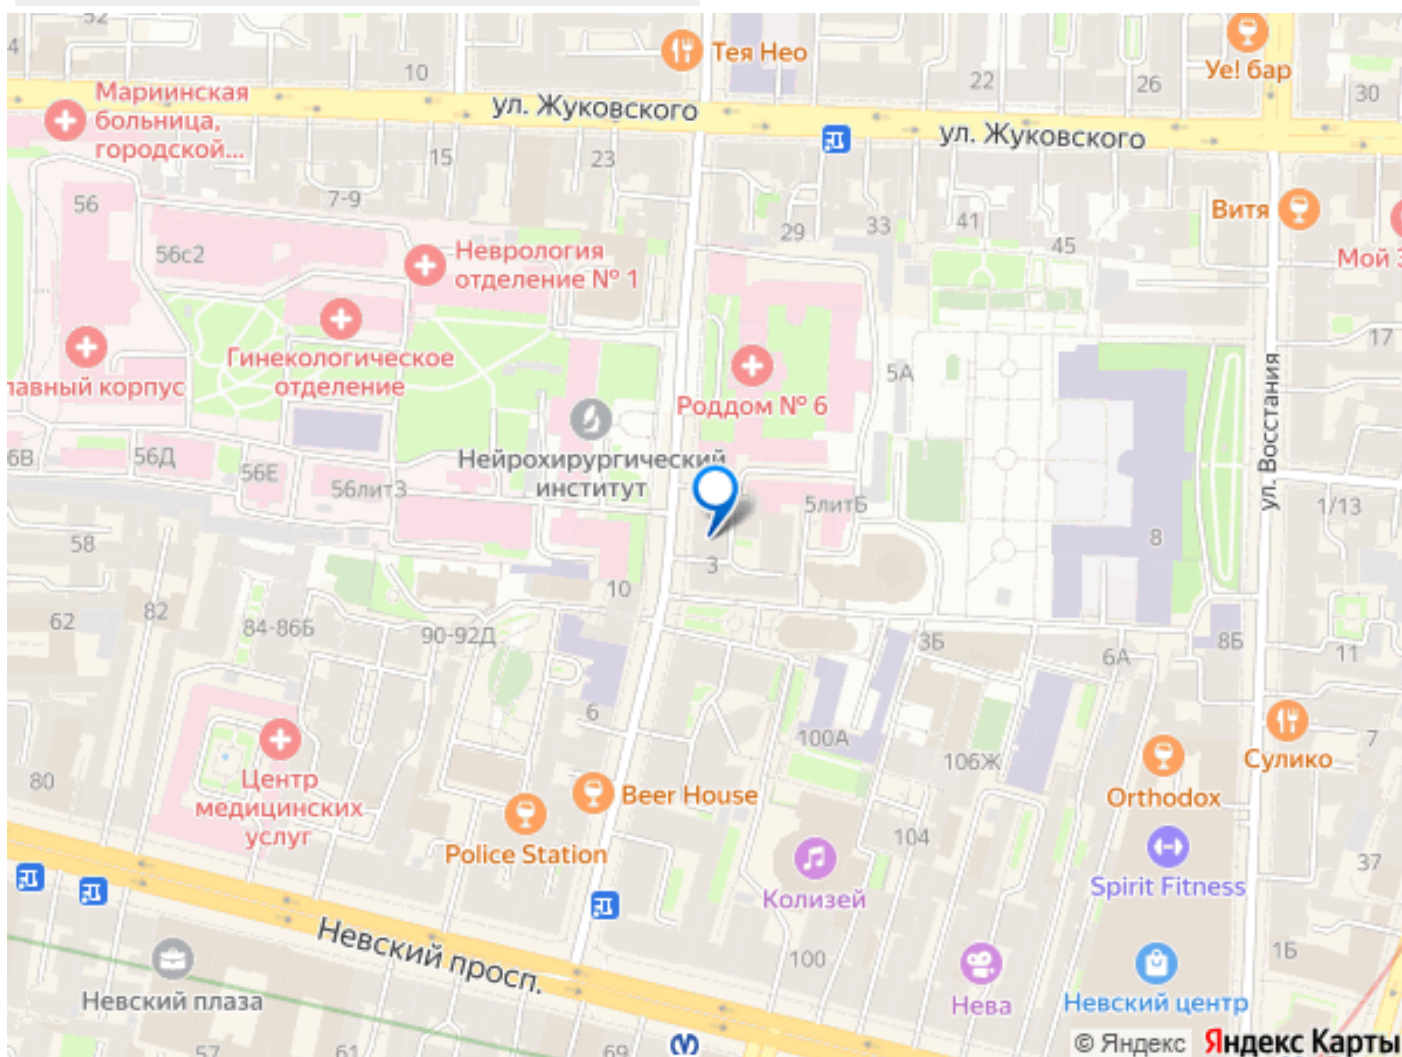 52
4
Тея Нео
10
22
26
Уе! бар
30
Мариинская
больница,
городской...
ул. Жуковского
ул. Жуковского
15
23
7-9
56
56с2
29
33
41
45
Витя
Неврология
отделение № 1
Мой З
17
Гинекологическое
отделение
лавный корпус
Роддом № 6
5А
ул. Восстания
6В
56Д
56Е
56литЗ
Нейрохирургический
институт
5литБ
1/13
58
3
8
10
62
82
84-86Б
90-92Д
3Б
6А
8Б
11
6
100А
106Ж
7
Сулико
80
Центр
медицинских
услуг
Beer House
Orthodox
Police Station
104
37
Колизей
Spirit Fitness
Невский просп.
100
1Б
Невский плаза
Нева
Невский центр
57
61
69
© Яндекс Яндекс Карты